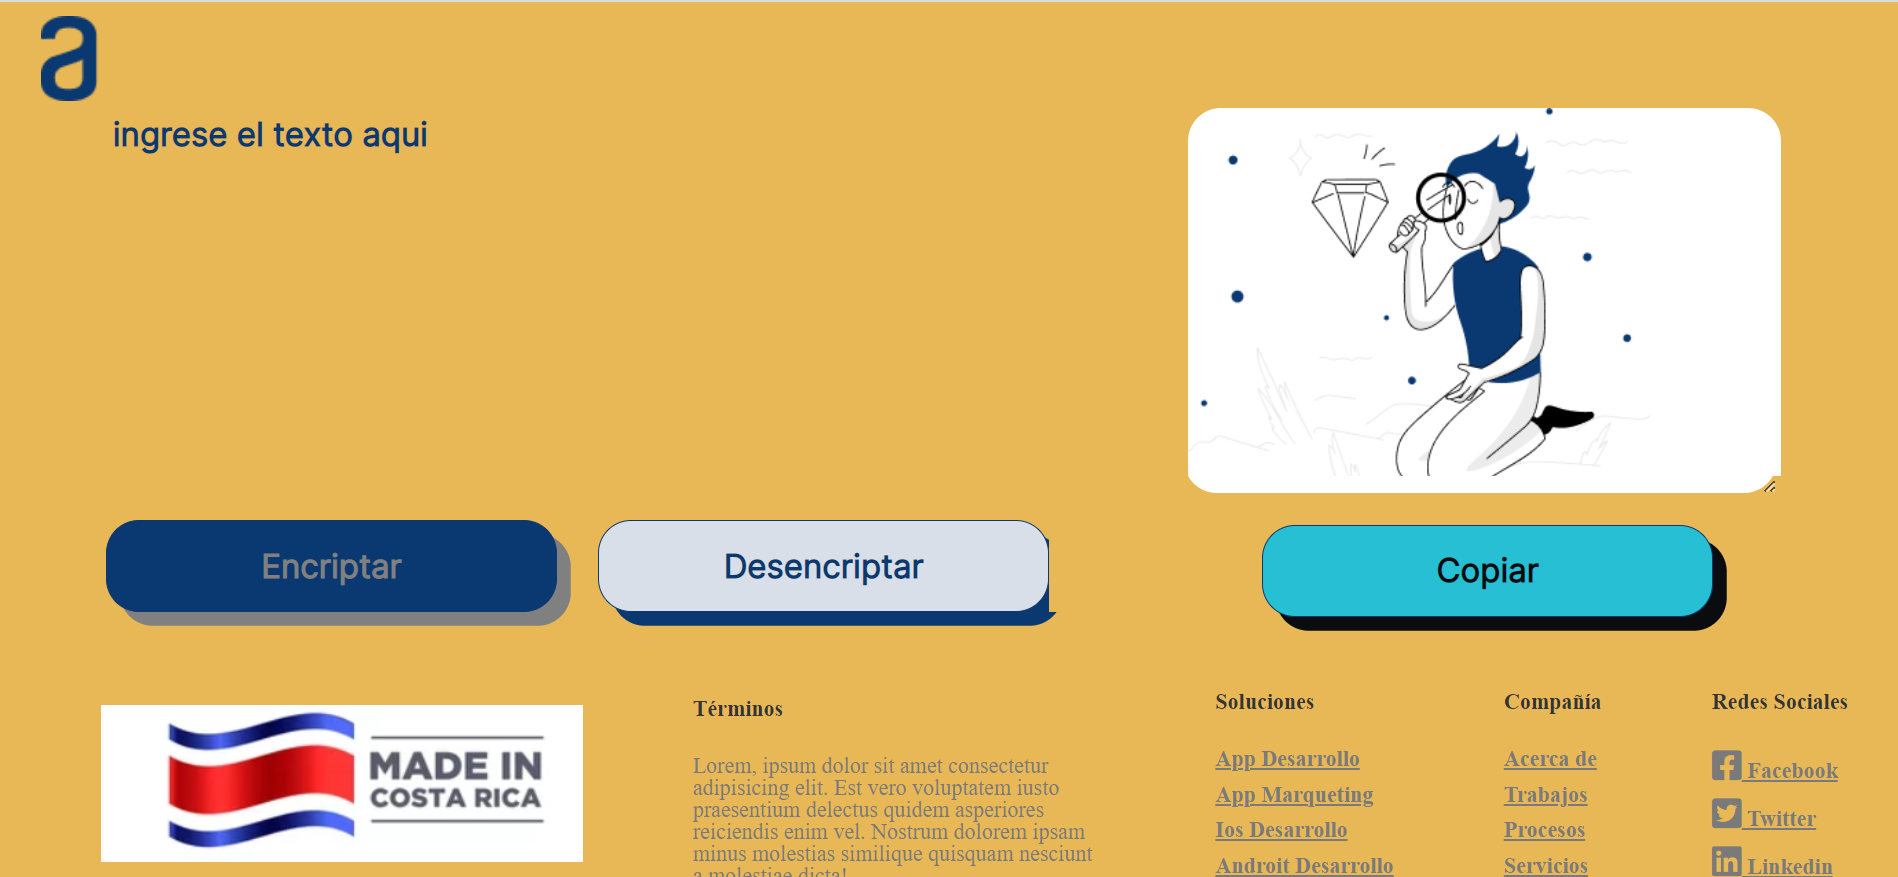 a
ingrese el texto aqui
Encriptar
Desencriptar
Copiar
MADE IN
COSTA RICA
Términos
Lorem, ipsum dolor sit amet consectetur
adipisicing elit. Est vero voluptatem iusto
praesentium delectus quidem asperiores
reiciendis enim vel. Nostrum dolorem ipsam
minus molestias similique quisquam nesciunt
a molestiae dicta!
Soluciones
App Desarrollo
App Marqueting
Ios Desarrollo
Androit Desarrollo
Compañía
Acerca de
Trabajos
Procesos
Servicios
Redes Sociales
Facebook
Twitter
Linkedin